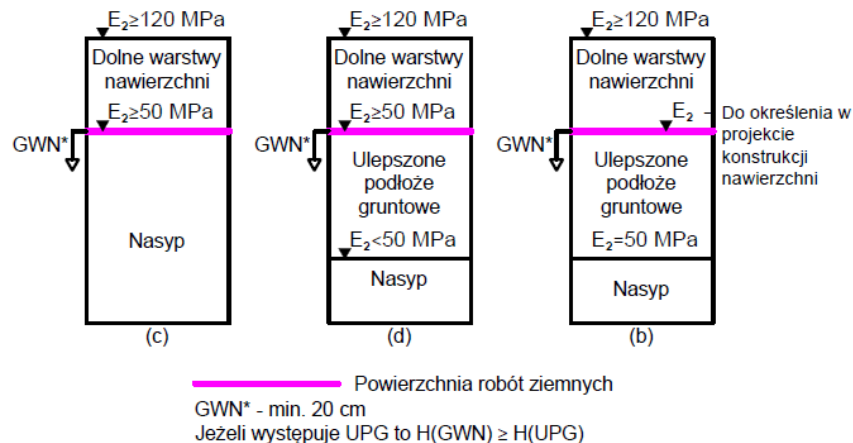 E₂≥120 MPa
Dolne warstwy
nawierzchni
E₂≥50 MPa
GWN*
Nasyp
(c)
E₂≥120 MPa
Dolne warstwy
nawierzchni
E₂≥50 MPa
GWN*
Ulepszone
podłoże
gruntowe
E₂<50 MPa
Nasyp
(d)
E₂≥120 MPa
Dolne warstwy
nawierzchni
E₂ – Do określenia w
projekcie
konstrukcji
nawierzchni
GWN*
Ulepszone
podłoże
gruntowe
E₂=50 MPa
Nasyp
(b)
Powierzchnia robót ziemnych
GWN* - min. 20 cm
Jeżeli występuje UPG to H(GWN) ≥ H(UPG)